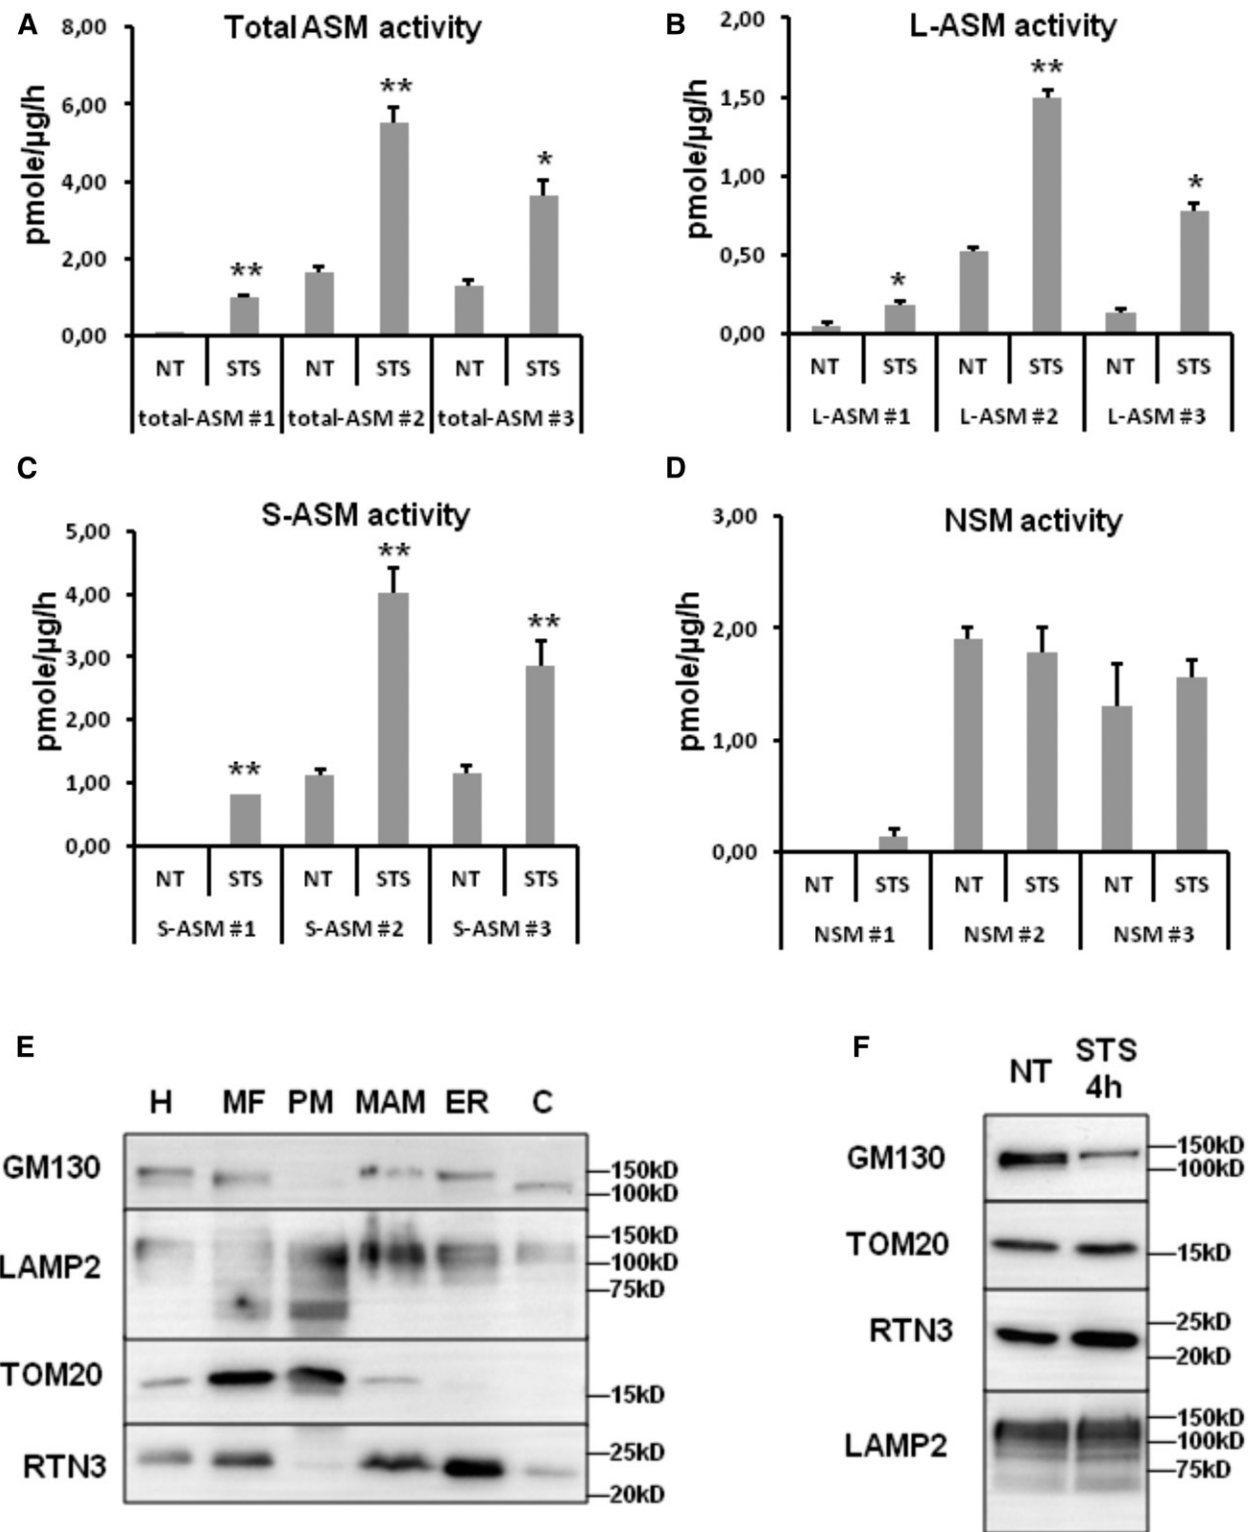 A
Total ASM activity
pmole/µg/h
8,00
6,00
4,00
2,00
0,00
**
**
*
NT STS NT STS NT STS
total-ASM #1 total-ASM #2 total-ASM #3
B
L-ASM activity
pmole/µg/h
2,00
1,50
1,00
0,50
0,00
*
**
*
NT STS NT STS NT STS
L-ASM #1 L-ASM #2 L-ASM #3
C
S-ASM activity
pmole/µg/h
5,00
4,00
3,00
2,00
1,00
0,00
**
**
**
NT STS NT STS NT STS
S-ASM #1 S-ASM #2 S-ASM #3
D
NSM activity
pmole/µg/h
3,00
2,00
1,00
0,00
NT STS NT STS NT STS
NSM #1 NSM #2 NSM #3
E
H MF PM MAM ER C
GM130
150kD
100kD
LAMP2
150kD
100kD
75kD
TOM20
15kD
RTN3
25kD
20kD
F
NT STS
4h
GM130
150kD
100kD
TOM20
15kD
RTN3
25kD
20kD
LAMP2
150kD
100kD
75kD